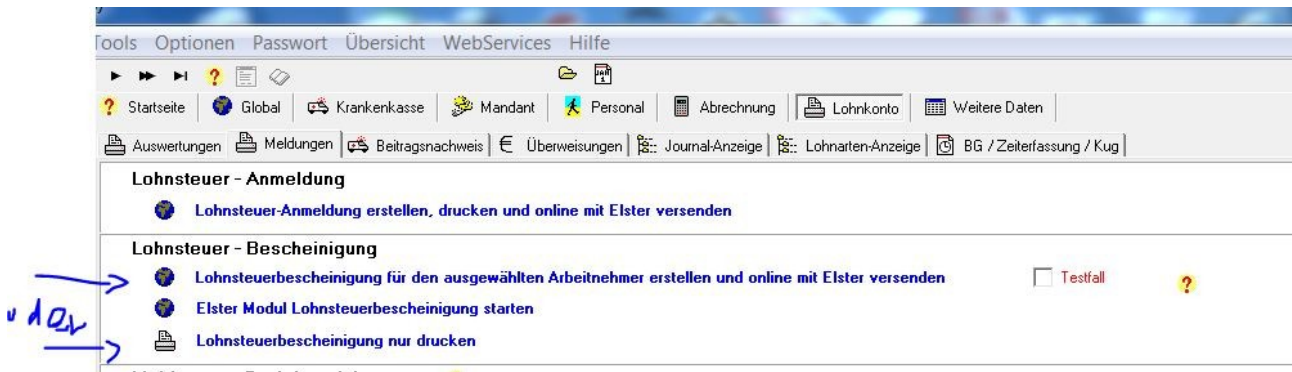 Tools Optionen Passwort Übersicht WebServices Hilfe
? Startseite Global Krankenkasse Mandant Personal Abrechnung Lohnkonto Weitere Daten
Auswertungen Meldungen Beitragsnachweis € Überweisungen Journal-Anzeige Lohnarten-Anzeige BG / Zeiterfassung / Kug
Lohnsteuer - Anmeldung
Lohnsteuer-Anmeldung erstellen, drucken und online mit Elster versenden
Lohnsteuer - Bescheinigung
Lohnsteuerbescheinigung für den ausgewählten Arbeitnehmer erstellen und online mit Elster versenden Testfall ?
Elster Modul Lohnsteuerbescheinigung starten
oder
Lohnsteuerbescheinigung nur drucken